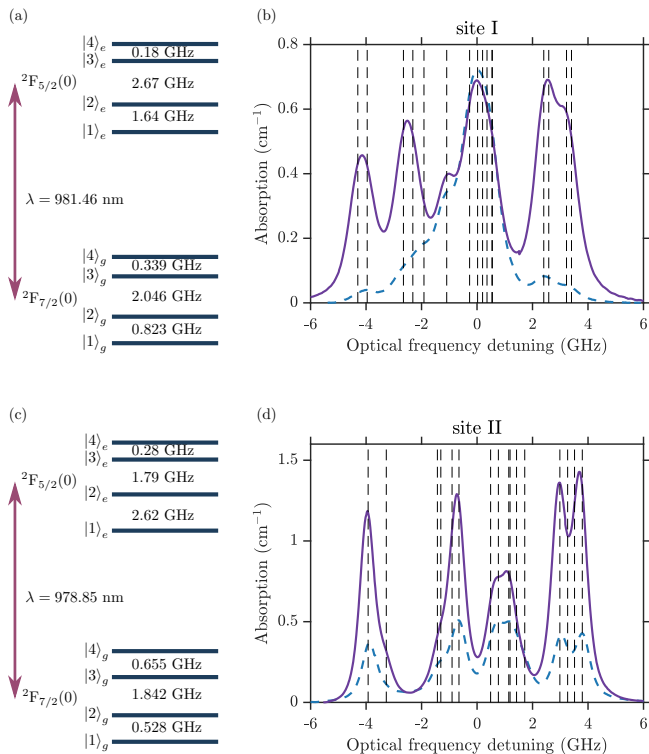 (a)
|4⟩e
0.18 GHz
|3⟩e
²F5/2(0)
2.67 GHz
|2⟩e
1.64 GHz
|1⟩e
λ = 981.46 nm
|4⟩g
0.339 GHz
|3⟩g
²F7/2(0)
2.046 GHz
|2⟩g
0.823 GHz
|1⟩g
(b)
site I
0.8
0.6
0.4
0.2
0
Absorption (cm⁻¹)
-6 -4 -2 0 2 4 6
Optical frequency detuning (GHz)
(c)
|4⟩e
0.28 GHz
|3⟩e
²F5/2(0)
1.79 GHz
|2⟩e
2.62 GHz
|1⟩e
λ = 978.85 nm
|4⟩g
0.655 GHz
|3⟩g
²F7/2(0)
1.842 GHz
|2⟩g
0.528 GHz
|1⟩g
(d)
site II
1.5
1
0.5
0
Absorption (cm⁻¹)
-6 -4 -2 0 2 4 6
Optical frequency detuning (GHz)